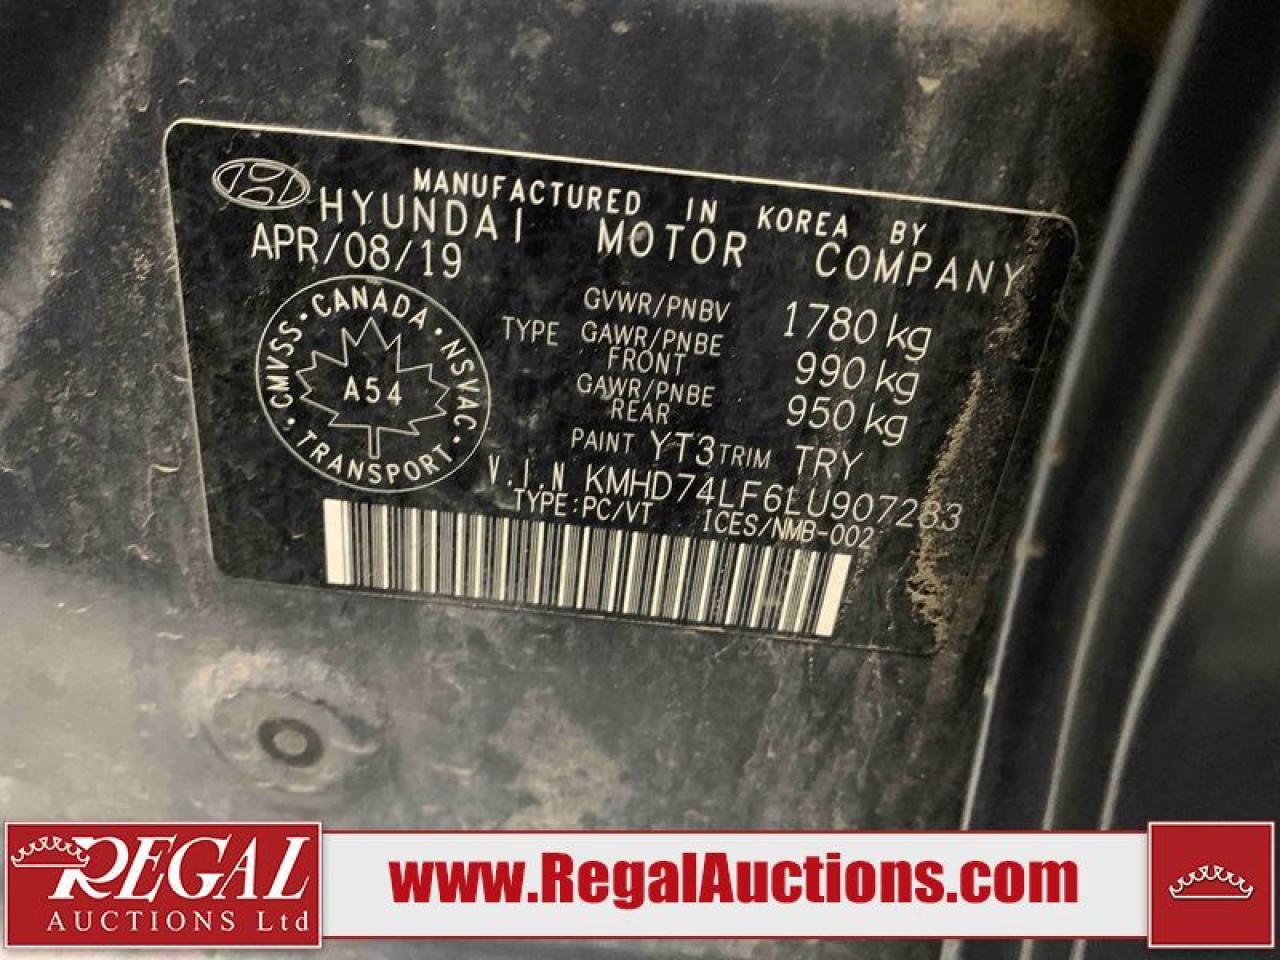 MANUFACTURED IN KOREA BY
HYUNDAI MOTOR COMPANY
APR/08/19
GVWR/PNBV 1780 kg
TYPE GAWR/PNBE FRONT 990 kg
GAWR/PNBE REAR 950 kg
PAINT YT3 TRIM TRY
V.I.N KMHD74LF6LU907283
TYPE:PC/VT ICES/NMB-002
CMVSS · CANADA · NSVAC · TRANSPORT ·
A54
REGAL
AUCTIONS Ltd
www.RegalAuctions.com